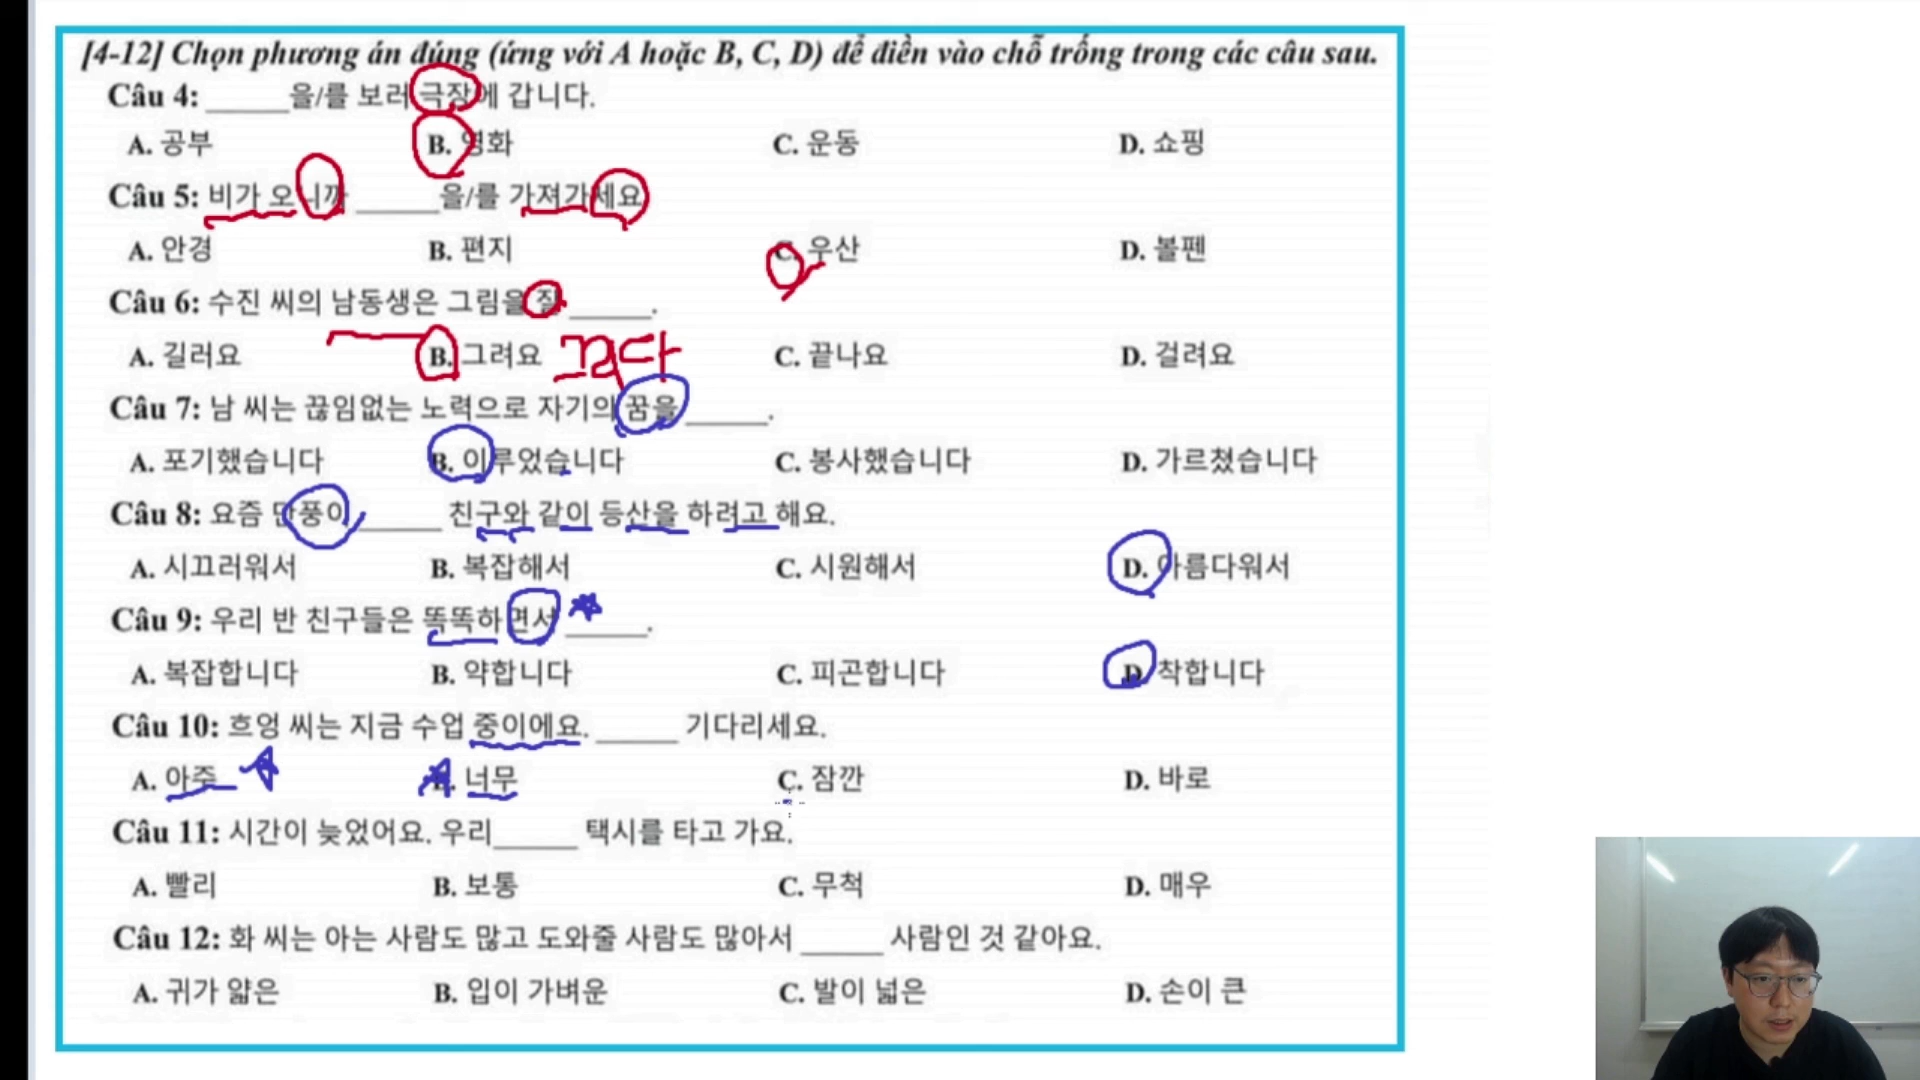 [4-12] Chọn phương án đúng (ứng với A hoặc B, C, D) để điền vào chỗ trống trong các câu sau.
Câu 4: ______을/를 보러 극장에 갑니다.
A. 공부 B. 영화 C. 운동 D. 쇼핑
Câu 5: 비가 오니까 ______을/를 가져가세요
A. 안경 B. 편지 C. 우산 D. 볼펜
Câu 6: 수진 씨의 남동생은 그림을 잘 ______.
A. 길러요 B. 그려요 C. 끝나요 D. 걸려요
Câu 7: 남 씨는 끊임없는 노력으로 자기의 꿈을 ______.
A. 포기했습니다 B. 이루었습니다 C. 봉사했습니다 D. 가르쳤습니다
Câu 8: 요즘 단풍이 ______ 친구와 같이 등산을 하려고 해요.
A. 시끄러워서 B. 복잡해서 C. 시원해서 D. 아름다워서
Câu 9: 우리 반 친구들은 똑똑하면서 ______.
A. 복잡합니다 B. 약합니다 C. 피곤합니다 D. 착합니다
Câu 10: 흐엉 씨는 지금 수업 중이에요. ______ 기다리세요.
A. 아주 B. 너무 C. 잠깐 D. 바로
Câu 11: 시간이 늦었어요. 우리______ 택시를 타고 가요.
A. 빨리 B. 보통 C. 무척 D. 매우
Câu 12: 화 씨는 아는 사람도 많고 도와줄 사람도 많아서 ______ 사람인 것 같아요.
A. 귀가 얇은 B. 입이 가벼운 C. 발이 넓은 D. 손이 큰